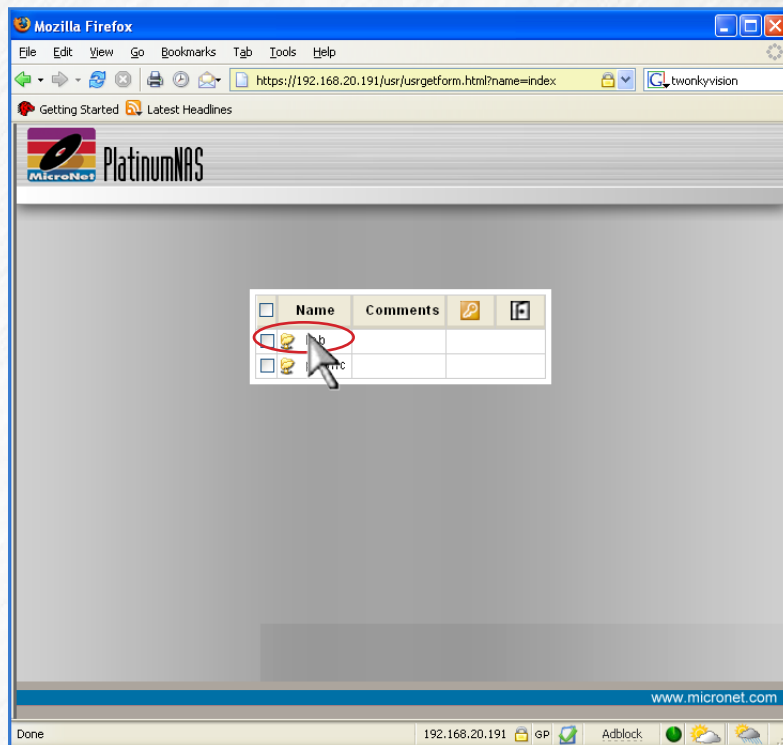 Mozilla Firefox
File Edit View Go Bookmarks Tab Tools Help
https://192.168.20.191/usr/usrgetform.html?name=index
twonkyvision
Getting Started Latest Headlines
MicroNet PlatinumNAS
Name Comments
www.micronet.com
Done 192.168.20.191 GP Adblock